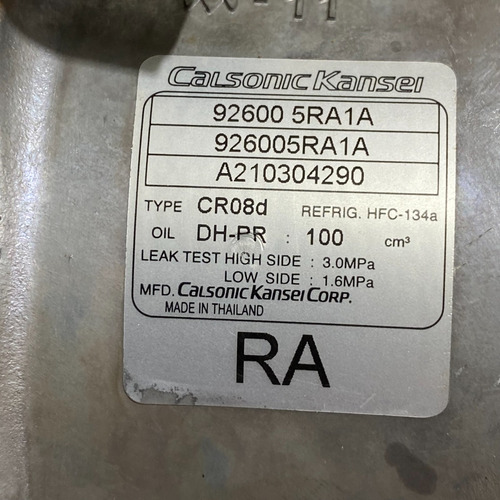 CALSONIC KANSEI
92600 5RA1A
926005RA1A
A210304290
TYPE CR08d REFRIG. HFC-134a
OIL DH-PR : 100 cm³
LEAK TEST HIGH SIDE : 3.0MPa
LOW SIDE : 1.6MPa
MFD. CALSONIC KANSEI CORP.
MADE IN THAILAND
RA